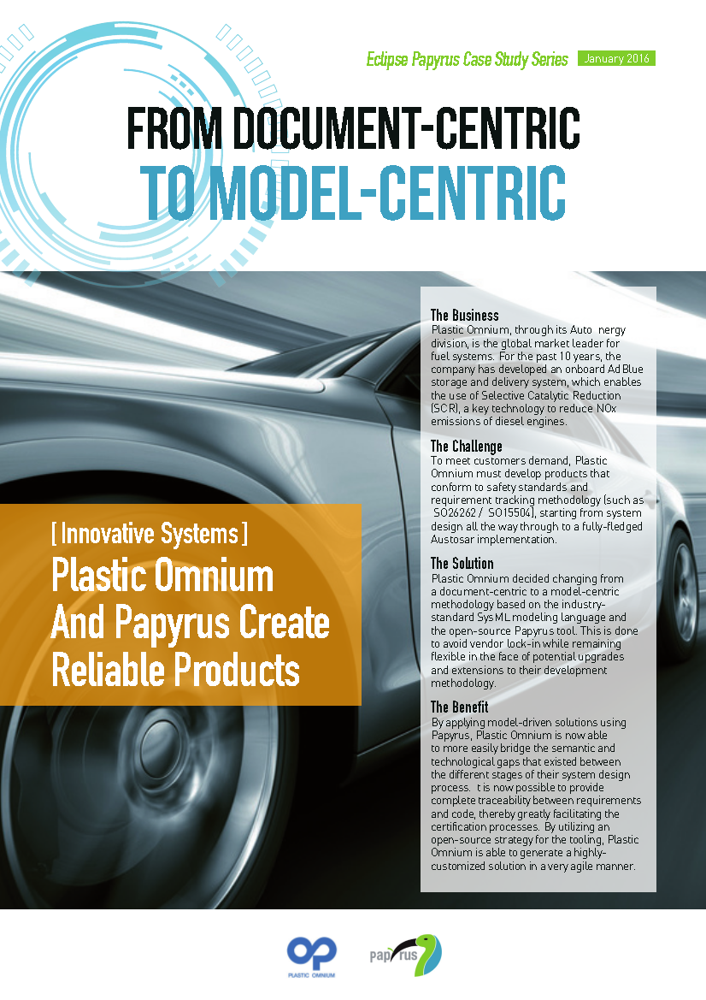 Eclipse Papyrus Case Study Series January 2016
FROM DOCUMENT-CENTRIC
TO MODEL-CENTRIC
The Business
Plastic Omnium, through its Auto nergy
division, is the global market leader for
fuel systems. For the past 10 years, the
company has developed an onboard AdBlue
storage and delivery system, which enables
the use of Selective Catalytic Reduction
(SCR), a key technology to reduce NOx
emissions of diesel engines.
The Challenge
To meet customers demand, Plastic
Omnium must develop products that
conform to safety standards and
requirement tracking methodology (such as
SO26262 / SO15504), starting from system
design all the way through to a fully-fledged
Austosar implementation.
The Solution
Plastic Omnium decided changing from
a document-centric to a model-centric
methodology based on the industry-
standard SysML modeling language and
the open-source Papyrus tool. This is done
to avoid vendor lock-in while remaining
flexible in the face of potential upgrades
and extensions to their development
methodology.
The Benefit
By applying model-driven solutions using
Papyrus, Plastic Omnium is now able
to more easily bridge the semantic and
technological gaps that existed between
the different stages of their system design
process. t is now possible to provide
complete traceability between requirements
and code, thereby greatly facilitating the
certification processes. By utilizing an
open-source strategy for the tooling, Plastic
Omnium is able to generate a highly-
customized solution in a very agile manner.
[ Innovative Systems ]
Plastic Omnium
And Papyrus Create
Reliable Products
OP
PLASTIC OMNIUM
papyrus